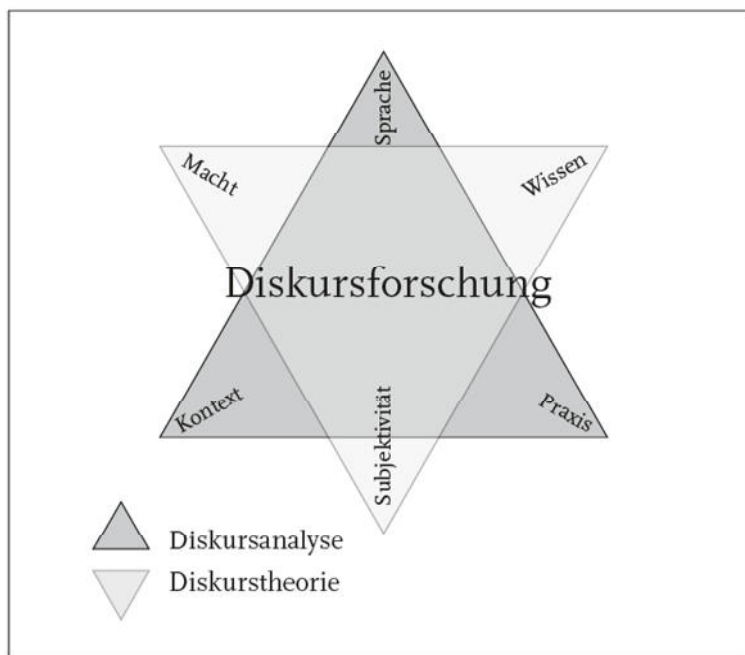 Sprache
Macht
Wissen
Diskursforschung
Kontext
Subjektivität
Praxis
Diskursanalyse
Diskurstheorie